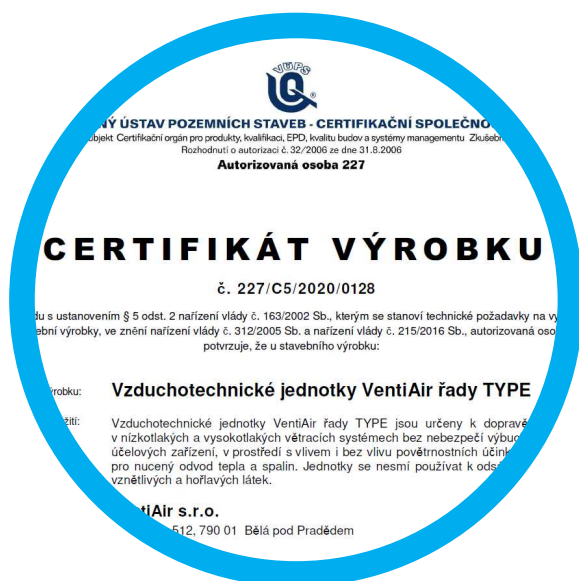 VÚPS
®
NÝ ÚSTAV POZEMNÍCH STAVEB - CERTIFIKAČNÍ SPOLEČNO
objekt Certifikační orgán pro produkty, kvalifikaci, EPD, kvalitu budov a systémy managementu Zkušebn
Rozhodnutí o autorizaci č. 32/2006 ze dne 31.8.2006
Autorizovaná osoba 227
CERTIFIKÁT VÝROBKU
č. 227/C5/2020/0128
du s ustanovením § 5 odst. 2 nařízení vlády č. 163/2002 Sb., kterým se stanoví technické požadavky na vy
ební výrobky, ve znění nařízení vlády č. 312/2005 Sb. a nařízení vlády č. 215/2016 Sb., autorizovaná oso
potvrzuje, že u stavebního výrobku:
robku: Vzduchotechnické jednotky VentiAir řady TYPE
žití: Vzduchotechnické jednotky VentiAir řady TYPE jsou určeny k dopravě
v nízkotlakých a vysokotlakých větracích systémech bez nebezpečí výbuc
účelových zařízení, v prostředí s vlivem i bez vlivu povětrnostních účink
pro nucený odvod tepla a spalin. Jednotky se nesmí používat k ods
vznětlivých a hořlavých látek.
tiAir s.r.o.
512, 790 01 Bělá pod Pradědem